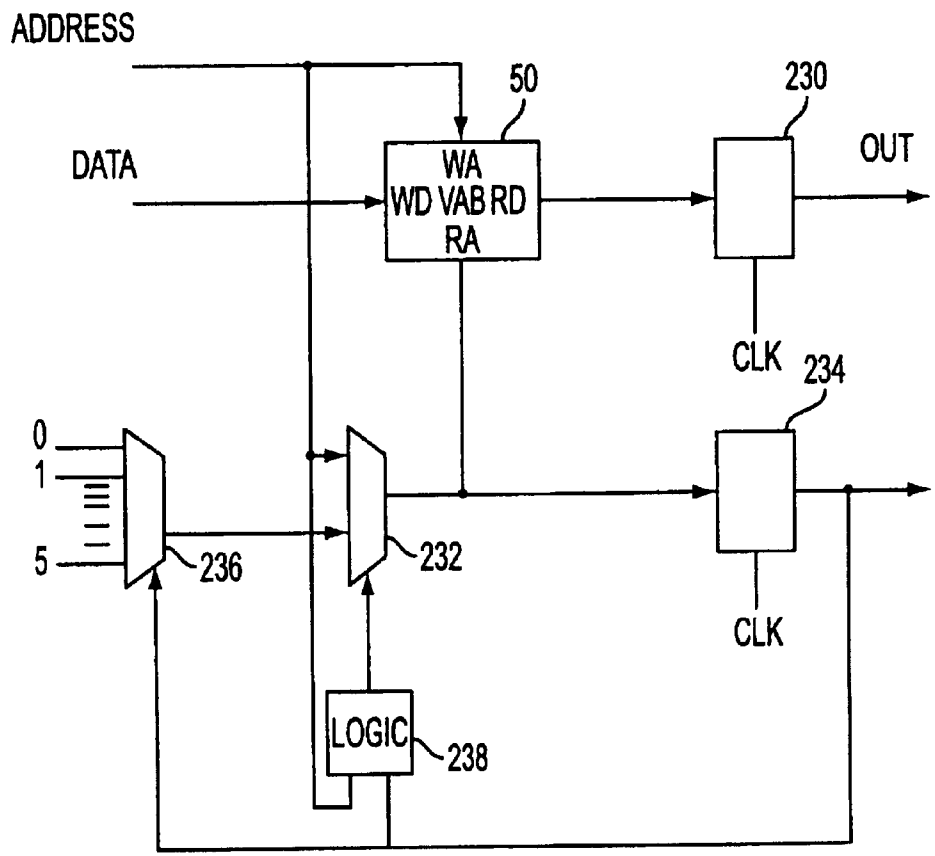 ADDRESS
50
230
DATA
WA
WD VAB RD
RA
OUT
CLK
234
0
1
5
236
232
CLK
LOGIC
238